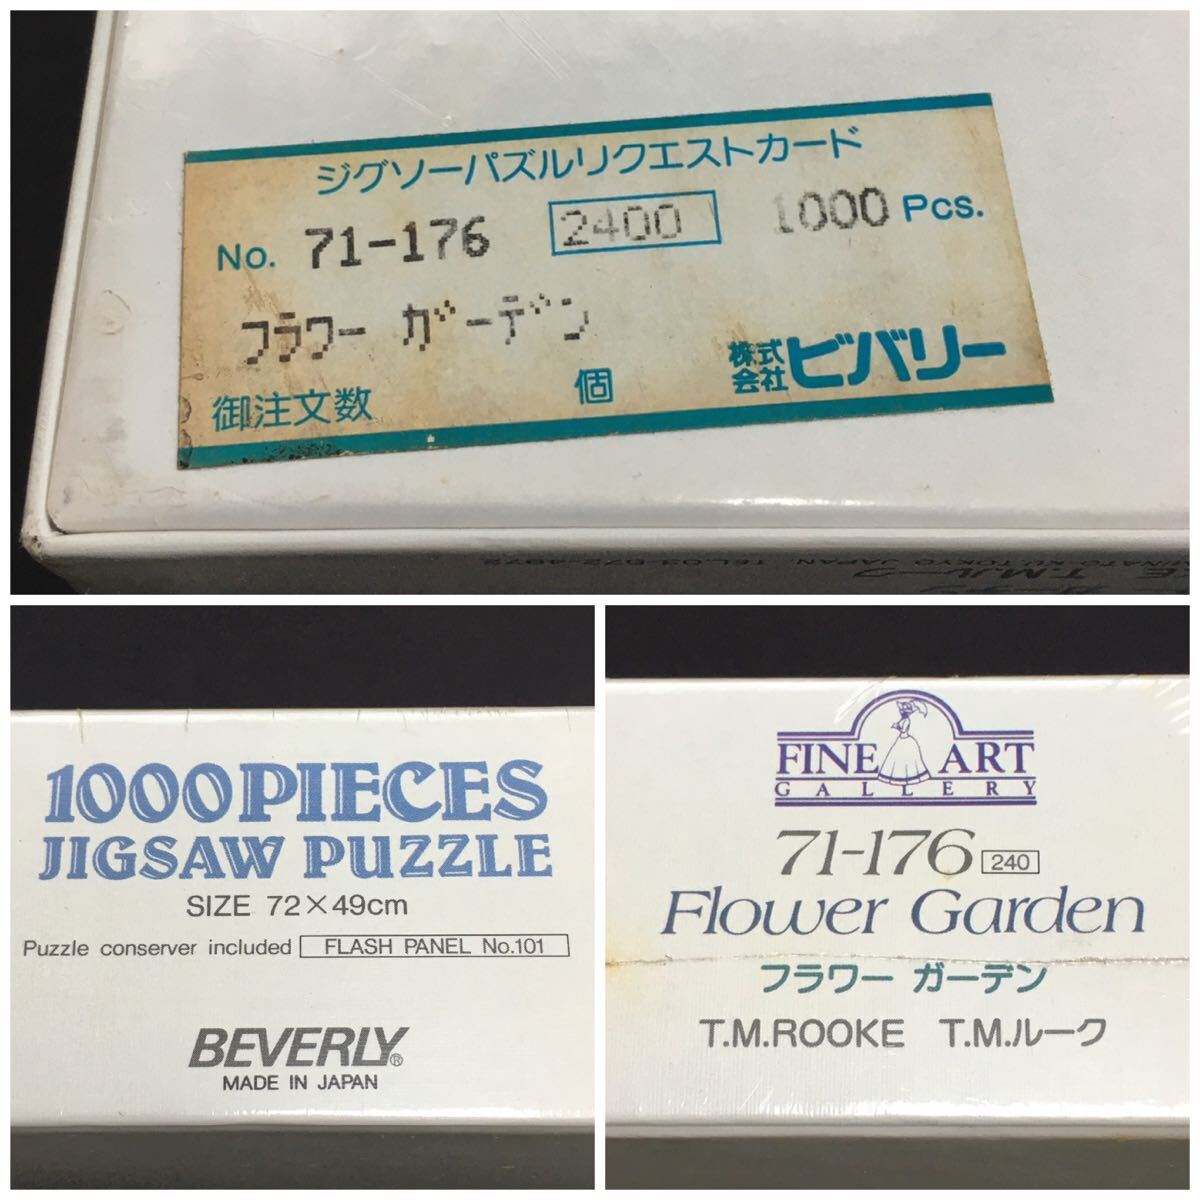 ジグソーパズルリクエストカード
No. 71-176 2400 1000 Pcs.
フラワー ガーデン
御注文数 個 株式会社 ビバリー
1000PIECES
JIGSAW PUZZLE
SIZE 72×49cm
Puzzle conserver included FLASH PANEL No.101
BEVERLY®
MADE IN JAPAN
FINE ART
GALLERY
71-176 240
Flower Garden
フラワー ガーデン
T.M.ROOKE T.M.ルーク